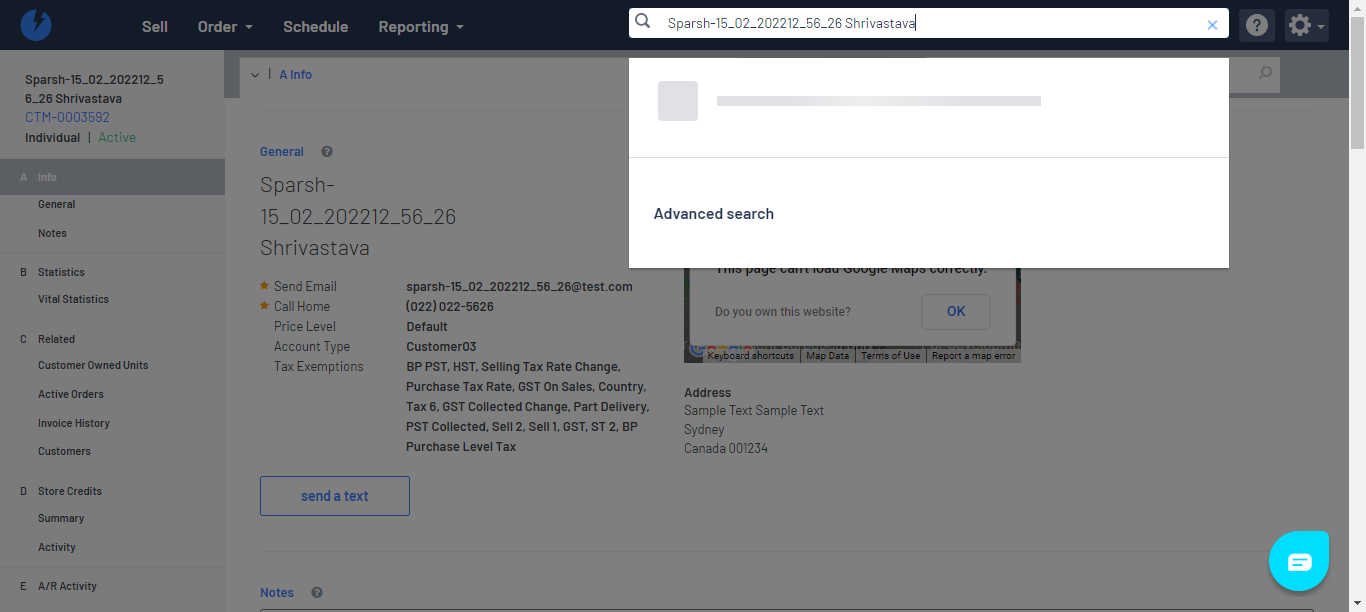 Sell
Order
Schedule
Reporting
Sparsh-15_02_202212_56_26 Shrivastava
Sparsh-15_02_202212_5
6_26 Shrivastava
CTM-0003592
Individual | Active
A Info
General
Notes
B Statistics
Vital Statistics
C Related
Customer Owned Units
Active Orders
Invoice History
Customers
D Store Credits
Summary
Activity
E A/R Activity
A Info
General
Sparsh-
15_02_202212_56_26
Shrivastava
Send Email sparsh-15_02_202212_56_26@test.com
Call Home (022) 022-5626
Price Level Default
Account Type Customer03
Tax Exemptions BP PST, HST, Selling Tax Rate Change,
Purchase Tax Rate, GST On Sales, Country,
Tax 6, GST Collected Change, Part Delivery,
PST Collected, Sell 2, Sell 1, GST, ST 2, BP
Purchase Level Tax
send a text
Notes
Advanced search
This page can't load Google Maps correctly.
Do you own this website?
OK
Keyboard shortcuts
Map Data
Terms of Use
Report a map error
Address
Sample Text Sample Text
Sydney
Canada 001234